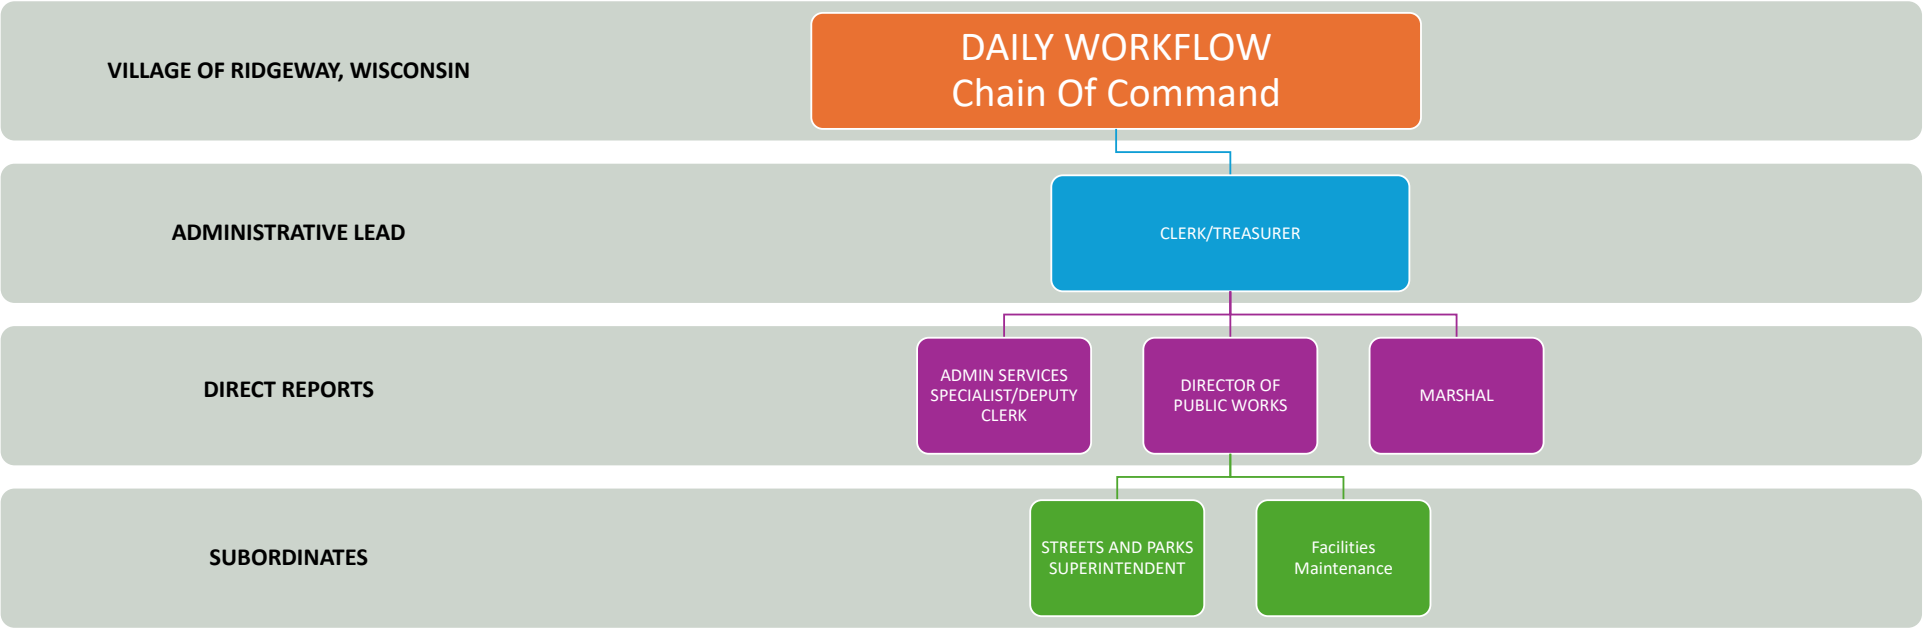 VILLAGE OF RIDGEWAY, WISCONSIN
DAILY WORKFLOW
Chain Of Command
ADMINISTRATIVE LEAD
CLERK/TREASURER
DIRECT REPORTS
ADMIN SERVICES
SPECIALIST/DEPUTY
CLERK
DIRECTOR OF
PUBLIC WORKS
MARSHAL
SUBORDINATES
STREETS AND PARKS
SUPERINTENDENT
Facilities
Maintenance